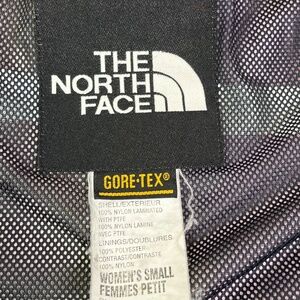 THE
NORTH
FACE
GORE-TEX®
SHELL/EXTERIEUR
100% NYLON LAMINATED
WITH PTFE
100% NYLON LAMINE
AVEC PTFE
LININGS/DOUBLURES
100% POLYESTER
CONTRAST/CONTRASTE
100% NYLON
WOMEN'S SMALL
FEMMES PETIT